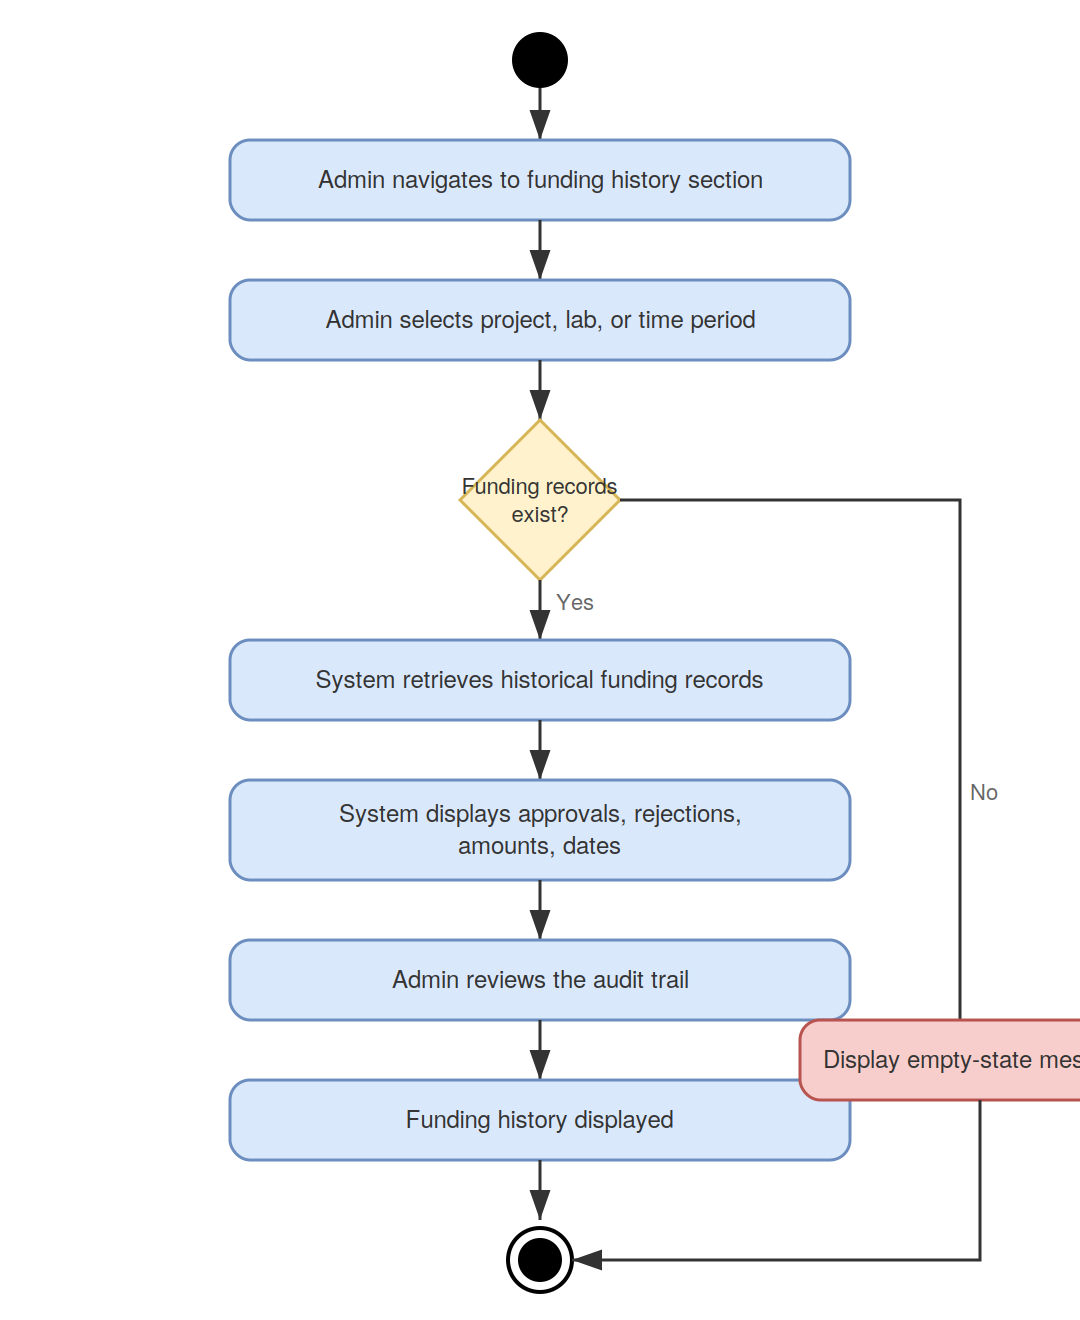 Admin navigates to funding history section
Admin selects project, lab, or time period
Funding records
exist?
Yes
System retrieves historical funding records
No
System displays approvals, rejections,
amounts, dates
Admin reviews the audit trail
Display empty-state
Funding history displayed